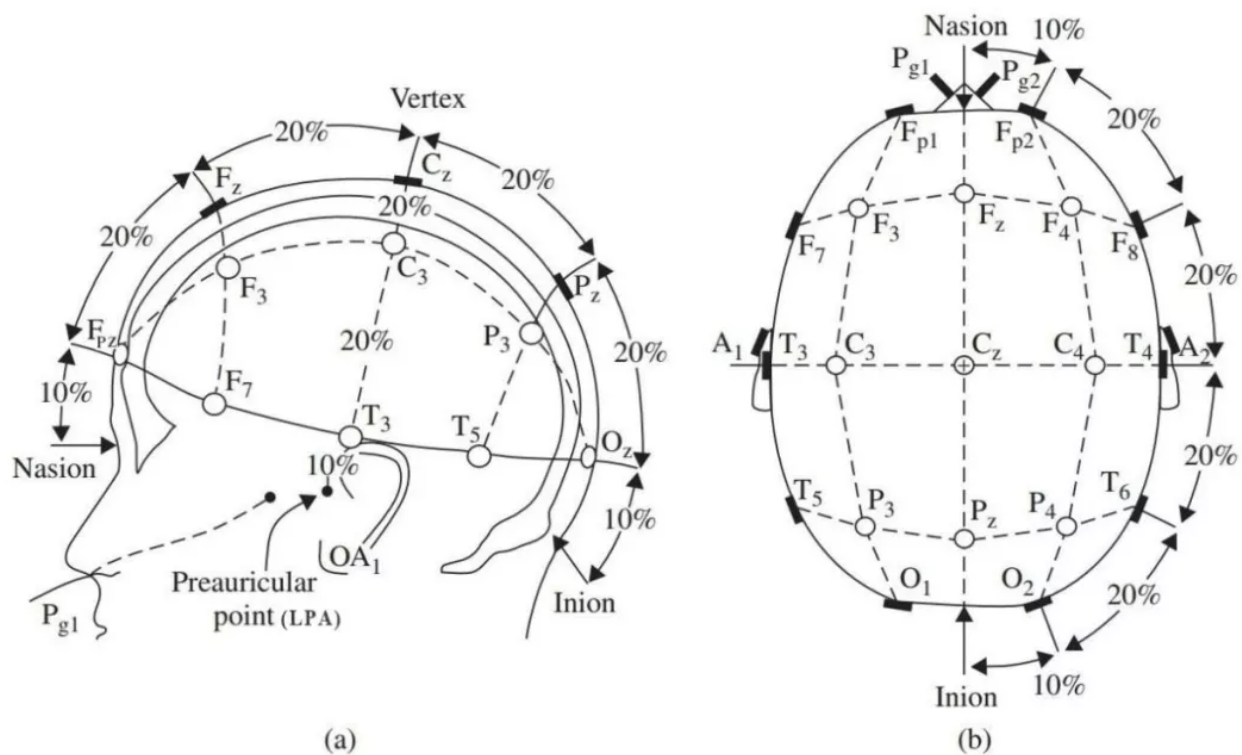 Vertex
20%
F_z
C_z
20%
20%
20%
F_3
C_3
P_z
F_pz
20%
P_3
20%
10%
F_7
T_3
T_5
O_z
Nasion
10%
10%
OA_1
Preauricular
point (LPA)
Inion
P_g1
(a)
Nasion
10%
P_g1
P_g2
F_p1
F_p2
20%
F_7
F_3
F_z
F_4
F_8
20%
A_1
T_3
C_3
C_z
C_4
T_4
A_2
20%
T_5
P_3
P_z
P_4
T_6
O_1
O_2
20%
10%
Inion
(b)